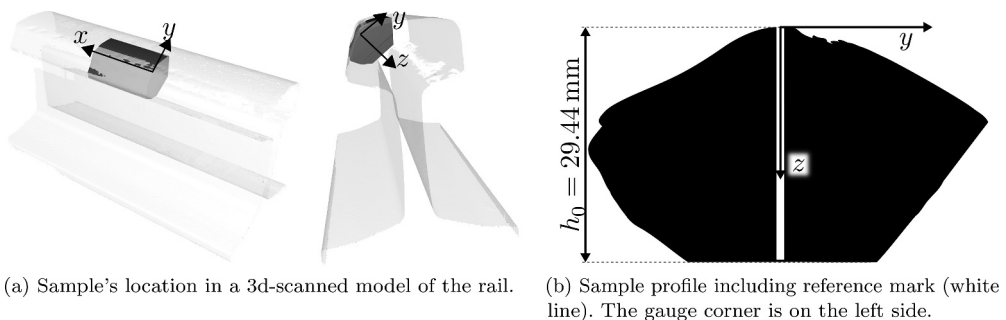 x
y
y
z
y
z
h₀ = 29.44 mm
(a) Sample's location in a 3d-scanned model of the rail.
(b) Sample profile including reference mark (white
line). The gauge corner is on the left side.